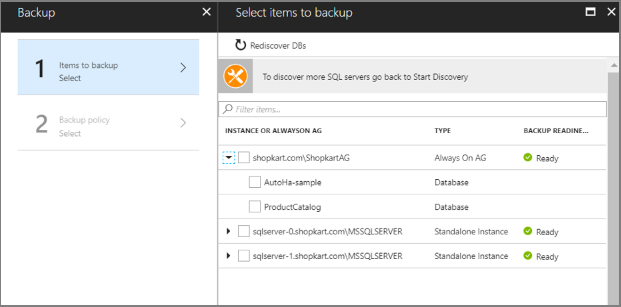 Backup
Select items to backup
1 Items to backup
Select
2 Backup policy
Select
Rediscover DBs
To discover more SQL servers go back to Start Discovery
Filter items...
INSTANCE OR ALWAYSON AG TYPE BACKUP READINE...
shopkart.com\ShopkartAG Always On AG Ready
AutoHa-sample Database
ProductCatalog Database
sqlserver-0.shopkart.com\MSSQLSERVER Standalone Instance Ready
sqlserver-1.shopkart.com\MSSQLSERVER Standalone Instance Ready